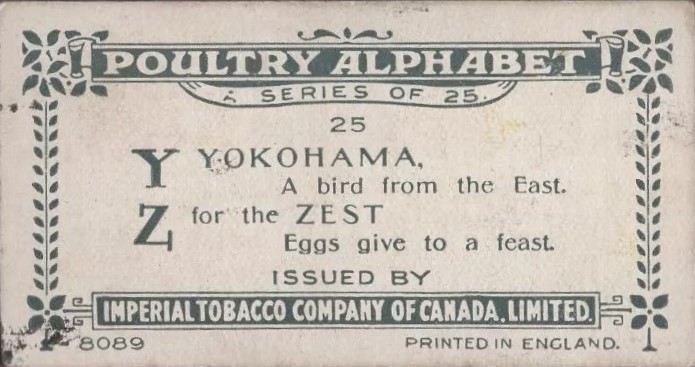 POULTRY ALPHABET
A SERIES OF 25.
25
Y YOKOHAMA,
A bird from the East.
Z for the ZEST
Eggs give to a feast.
ISSUED BY
IMPERIAL TOBACCO COMPANY OF CANADA, LIMITED.
8089 PRINTED IN ENGLAND.